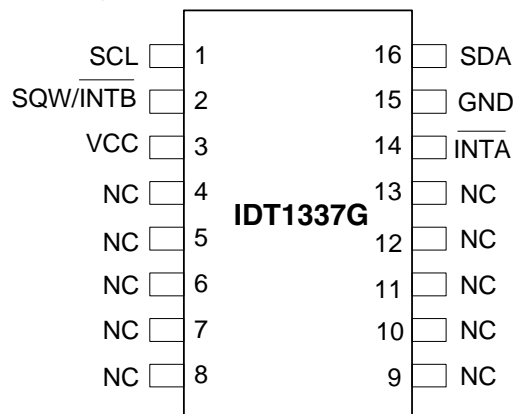 SCL 1 16 SDA
SQW/INTB 2 15 GND
VCC 3 14 INTA
NC 4 13 NC
IDT1337G
NC 5 12 NC
NC 6 11 NC
NC 7 10 NC
NC 8 9 NC